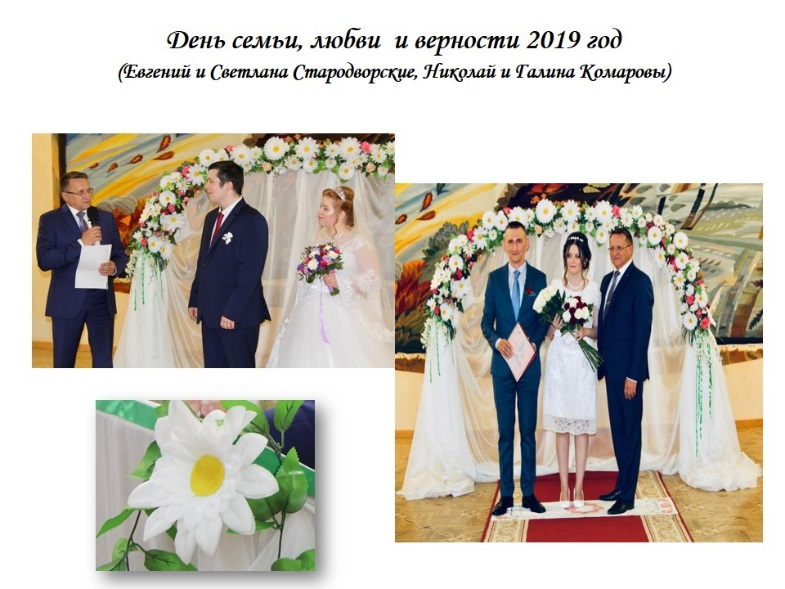 День семьи, любви и верности 2019 год
(Евгений и Светлана Стародворские, Николай и Галина Комаровы)